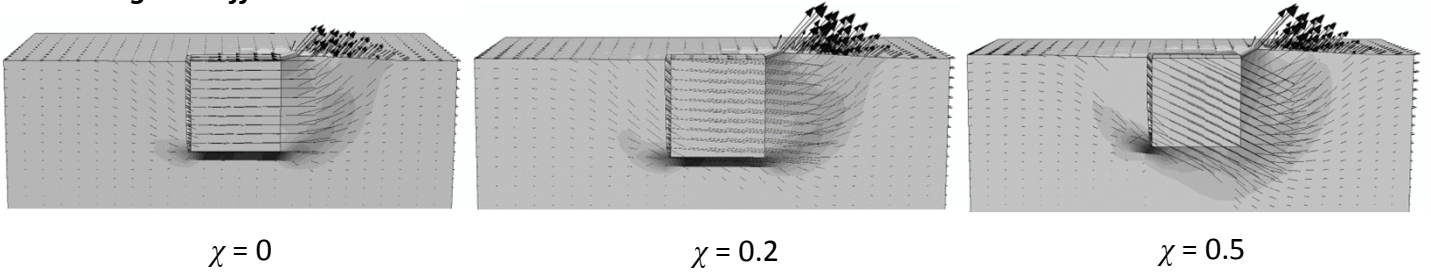 χ = 0
χ = 0.2
χ = 0.5